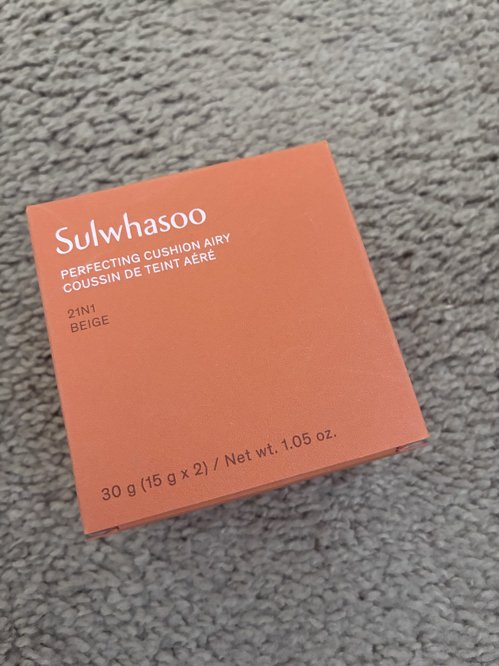 Sulwhasoo
PERFECTING CUSHION AIRY
COUSSIN DE TEINT AÉRÉ
21N1
BEIGE
30 g (15 g x 2) / Net wt. 1.05 oz.